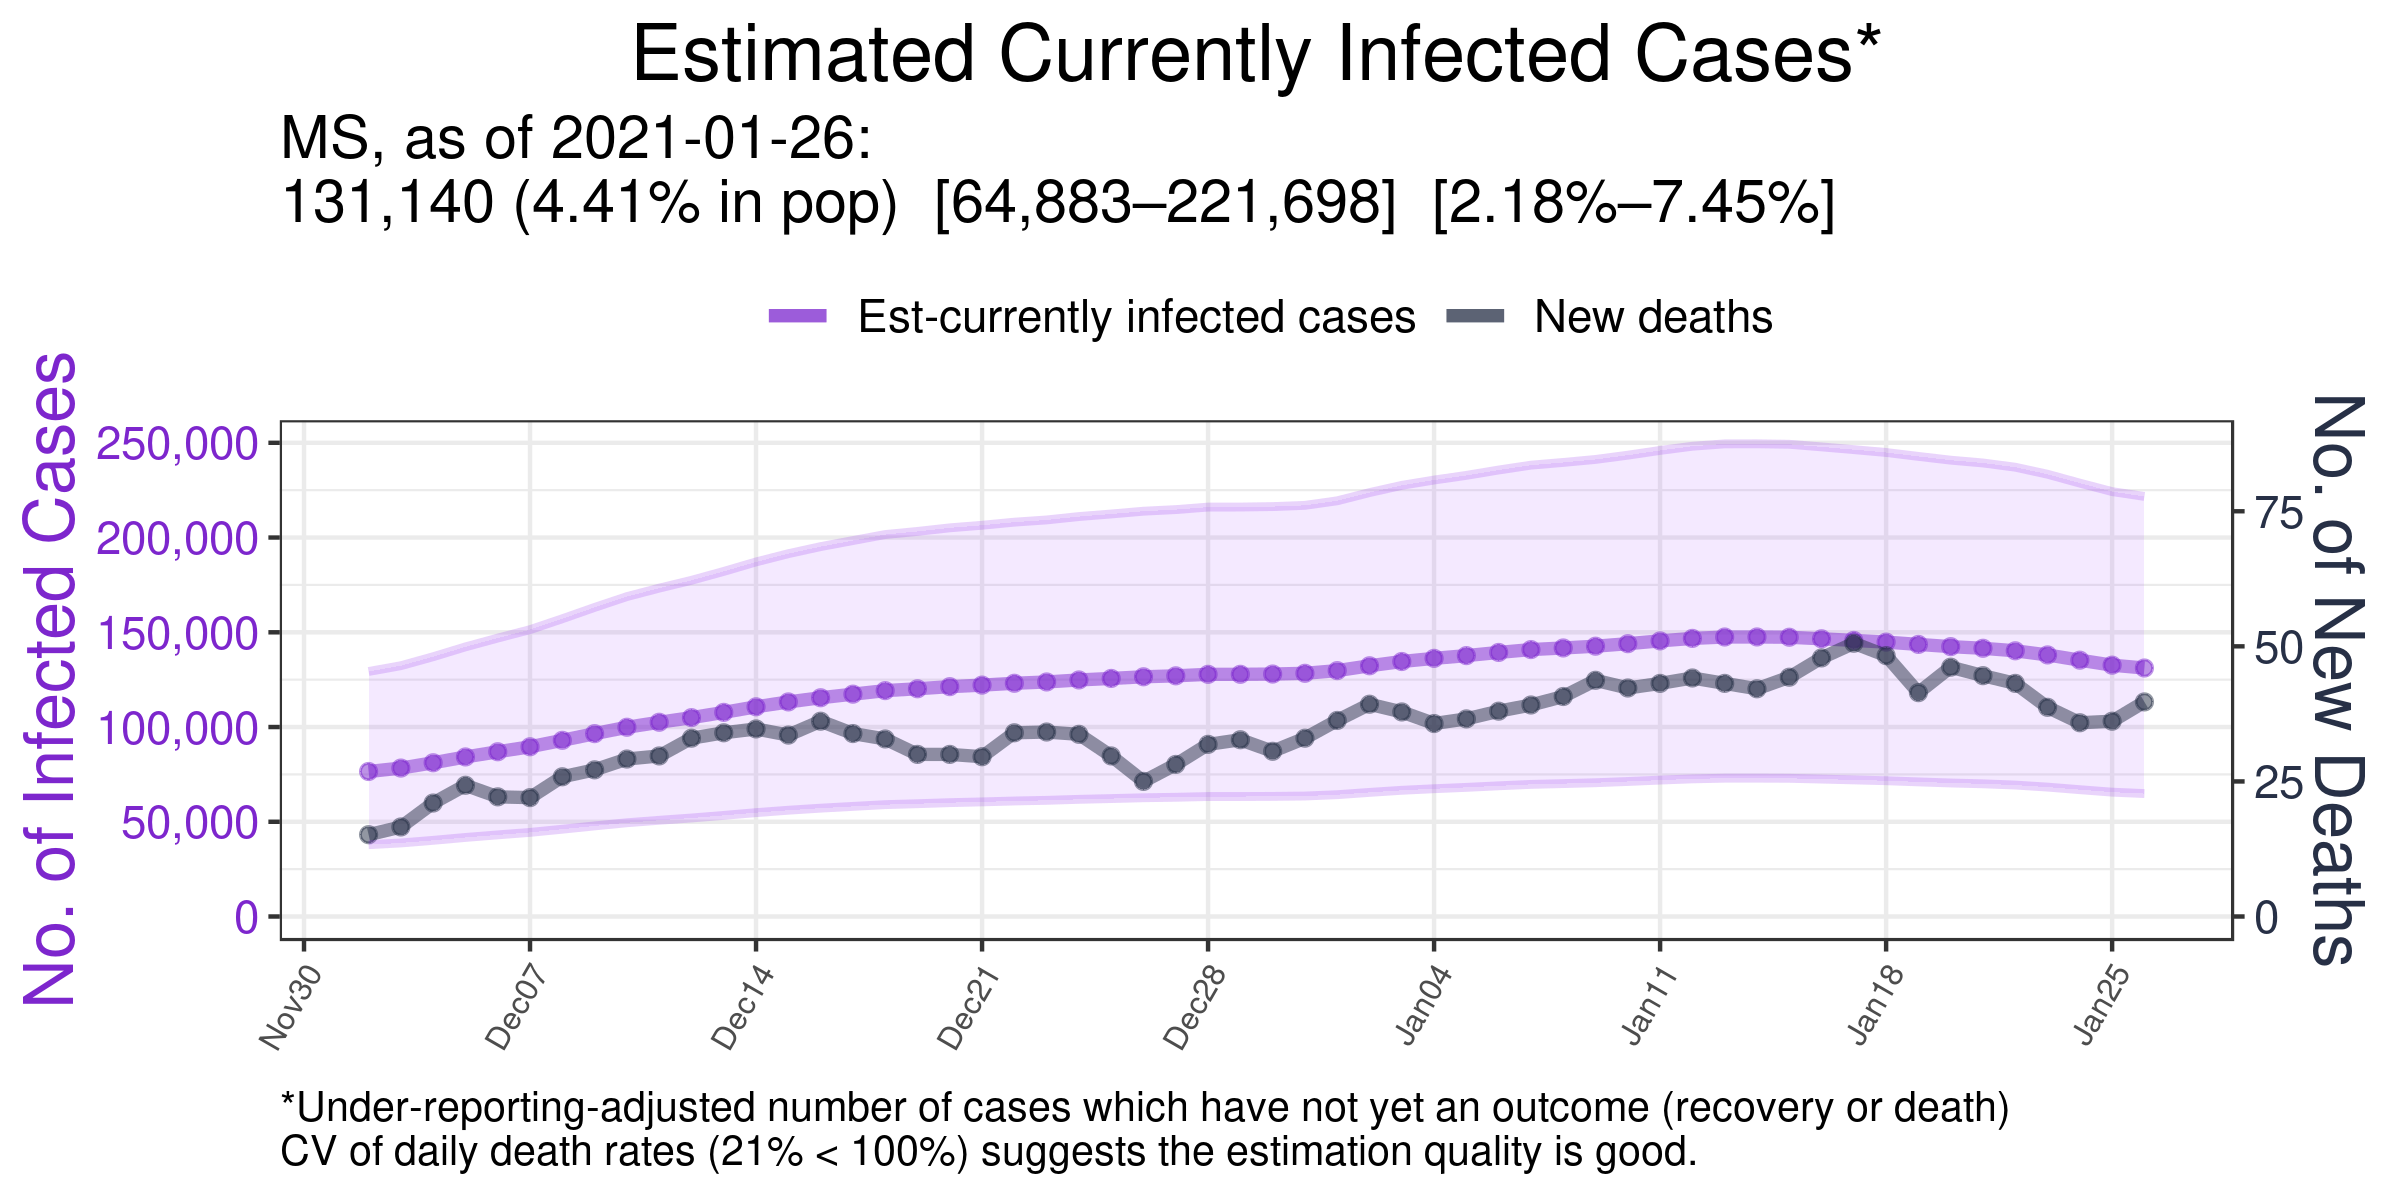 Estimated Currently Infected Cases*
MS, as of 2021-01-26:
131,140 (4.41% in pop)  [64,883–221,698]  [2.18%–7.45%]
Est-currently infected cases
New deaths
No. of Infected Cases
250,000
200,000
150,000
100,000
50,000
0
No. of New Deaths
75
50
25
0
Nov30
Dec07
Dec14
Dec21
Dec28
Jan04
Jan11
Jan18
Jan25
*Under-reporting-adjusted number of cases which have not yet an outcome (recovery or death)
CV of daily death rates (21% < 100%) suggests the estimation quality is good.